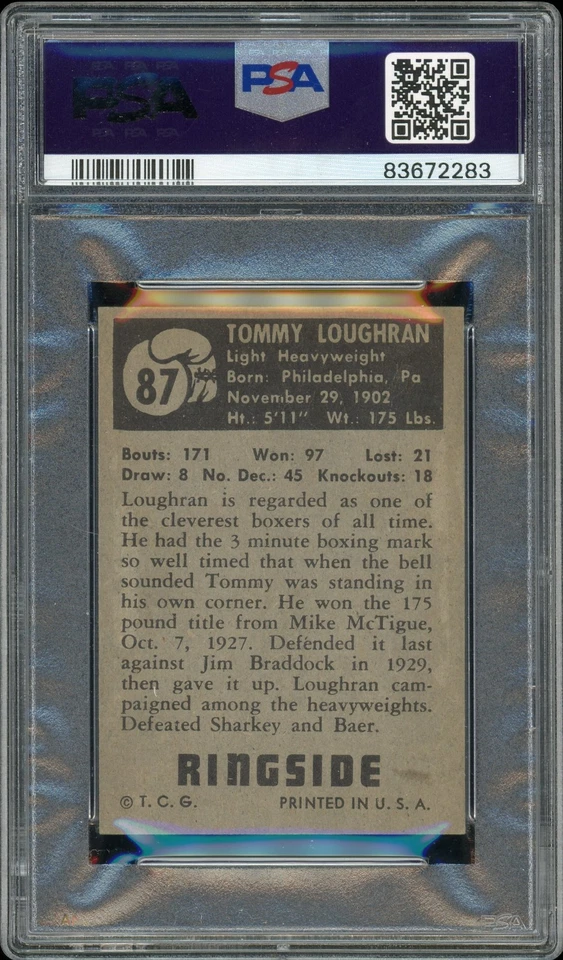 PSA
PSA
83672283
87
TOMMY LOUGHRAN
Light Heavyweight
Born: Philadelphia, Pa
November 29, 1902
Ht.: 5'11" Wt.: 175 Lbs.
Bouts: 171 Won: 97 Lost: 21
Draw: 8 No. Dec.: 45 Knockouts: 18
Loughran is regarded as one of
the cleverest boxers of all time.
He had the 3 minute boxing mark
so well timed that when the bell
sounded Tommy was standing in
his own corner. He won the 175
pound title from Mike McTigue,
Oct. 7, 1927. Defended it last
against Jim Braddock in 1929,
then gave it up. Loughran cam-
paigned among the heavyweights.
Defeated Sharkey and Baer.
RINGSIDE
© T. C. G. PRINTED IN U. S. A.
PSA